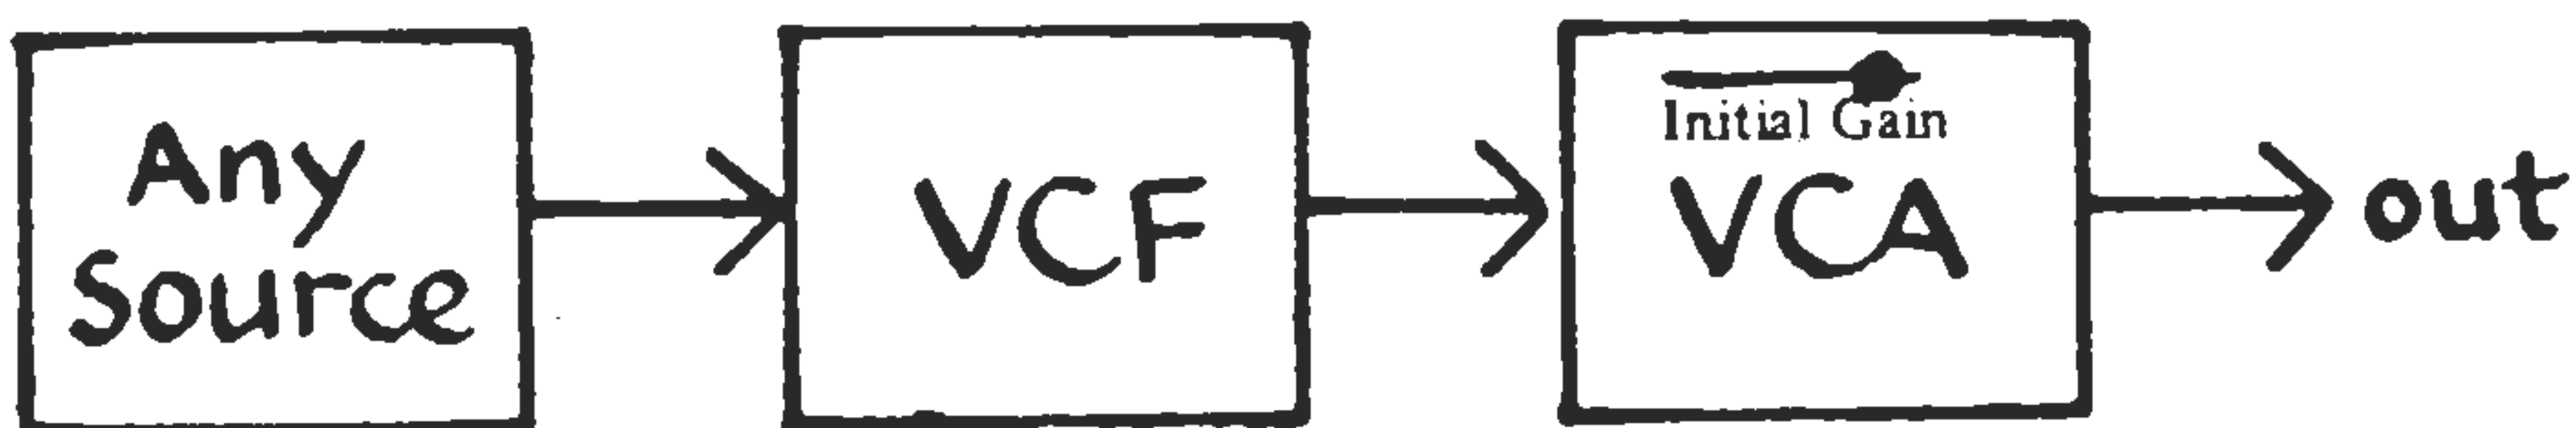 Any
Source
VCF
Initial Gain
VCA
out